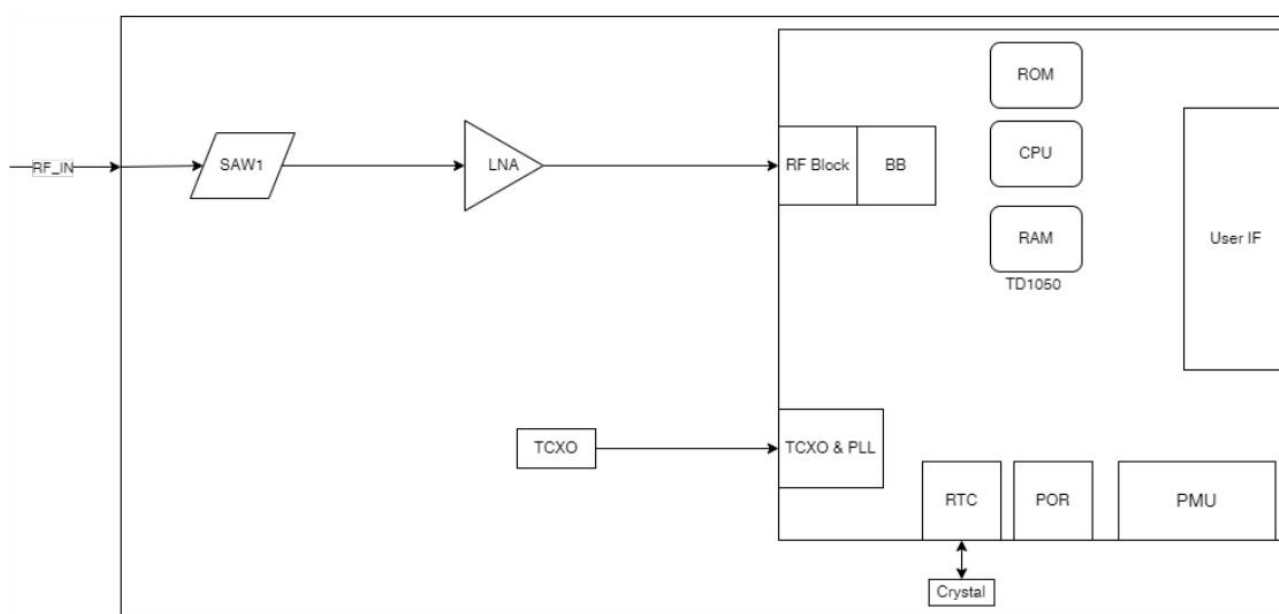 ROM
RF_IN
SAW1
LNA
RF Block
BB
CPU
RAM
TD1050
User IF
TCXO
TCXO & PLL
RTC
POR
PMU
Crystal